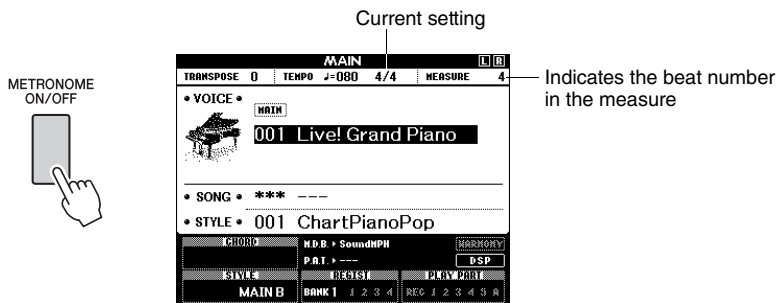 Current setting
METRONOME
ON/OFF
MAIN L R
TRANSPOSE 0 TEMPO ♩=080 4/4 MEASURE 4
Indicates the beat number
in the measure
• VOICE •
MAIN
001 Live! Grand Piano
• SONG • *** ---
• STYLE • 001 ChartPianoPop
CHORD
M.D.B. ▸ SoundMPH
HARMONY
P.A.T. ▸ ---
DSP
STYLE REGIST PLAY PART
MAIN B BANK 1 1 2 3 4 REC 1 2 3 4 5 A